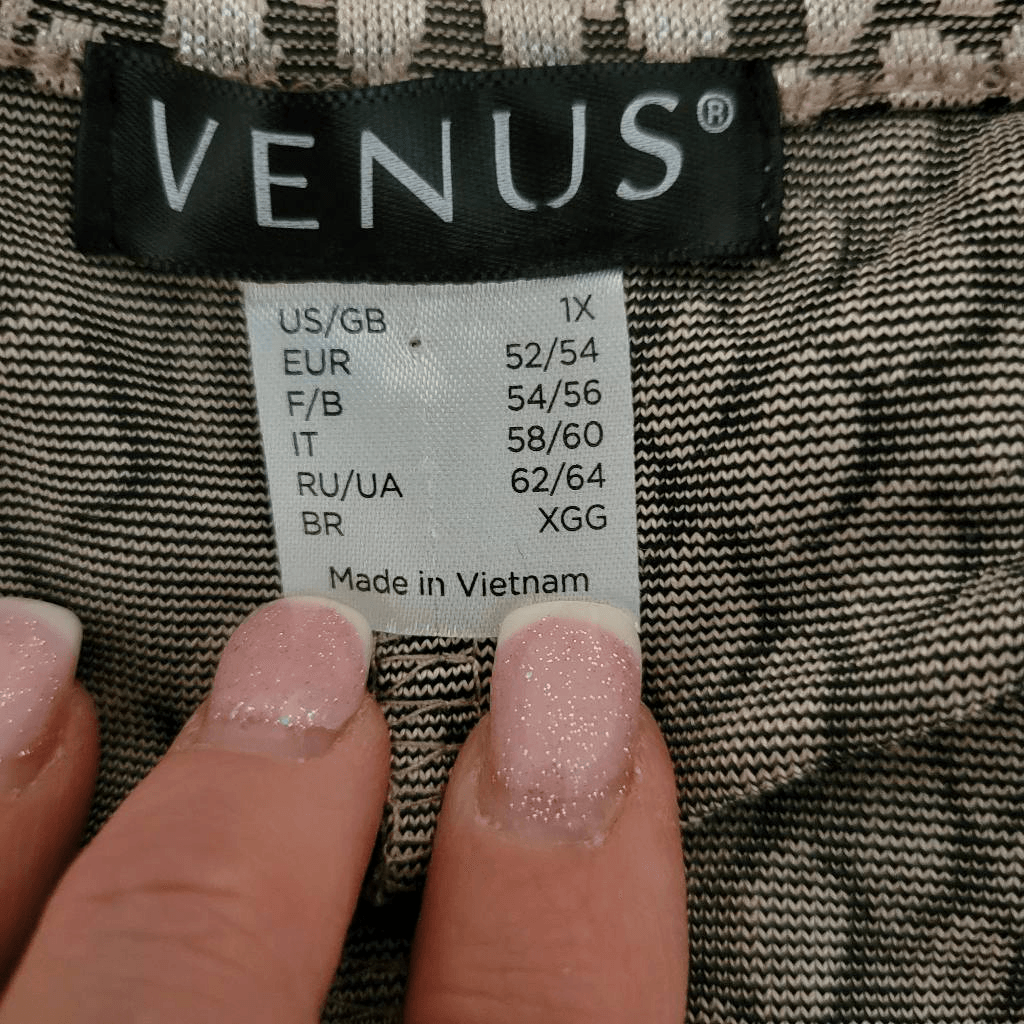 VENUS®
US/GB 1X
EUR 52/54
F/B 54/56
IT 58/60
RU/UA 62/64
BR XGG
Made in Vietnam